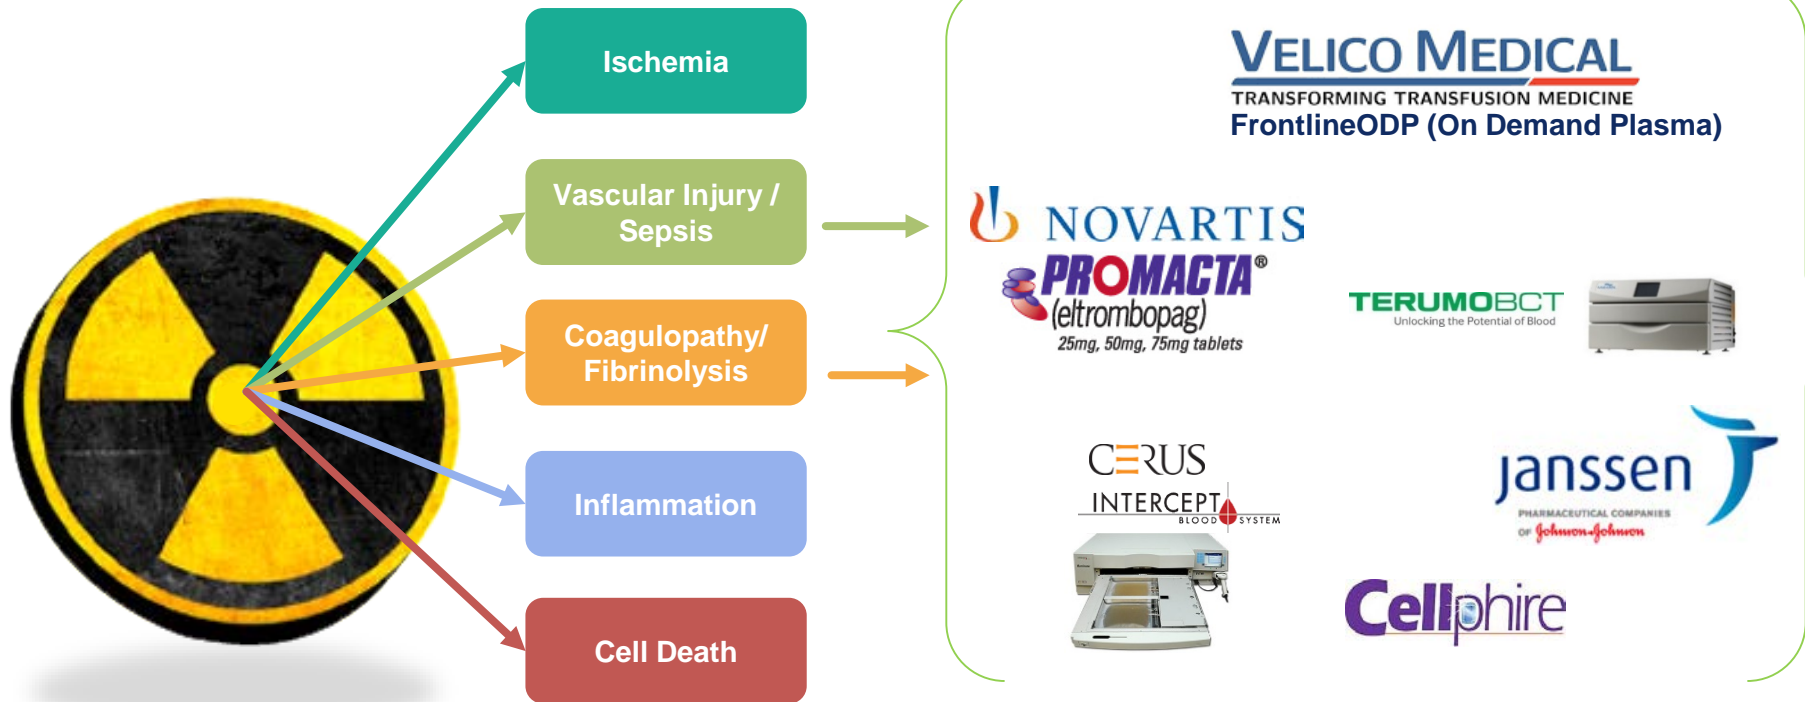 Ischemia
Vascular Injury /
Sepsis
Coagulopathy/
Fibrinolysis
Inflammation
Cell Death
VELICO MEDICAL
TRANSFORMING TRANSFUSION MEDICINE
FrontlineODP (On Demand Plasma)
NOVARTIS
PROMACTA®
(eltrombopag)
25mg, 50mg, 75mg tablets
TERUMOBCT
Unlocking the Potential of Blood
CERUS
INTERCEPT
BLOOD SYSTEM
janssen
PHARMACEUTICAL COMPANIES
OF Johnson&Johnson
Cellphire